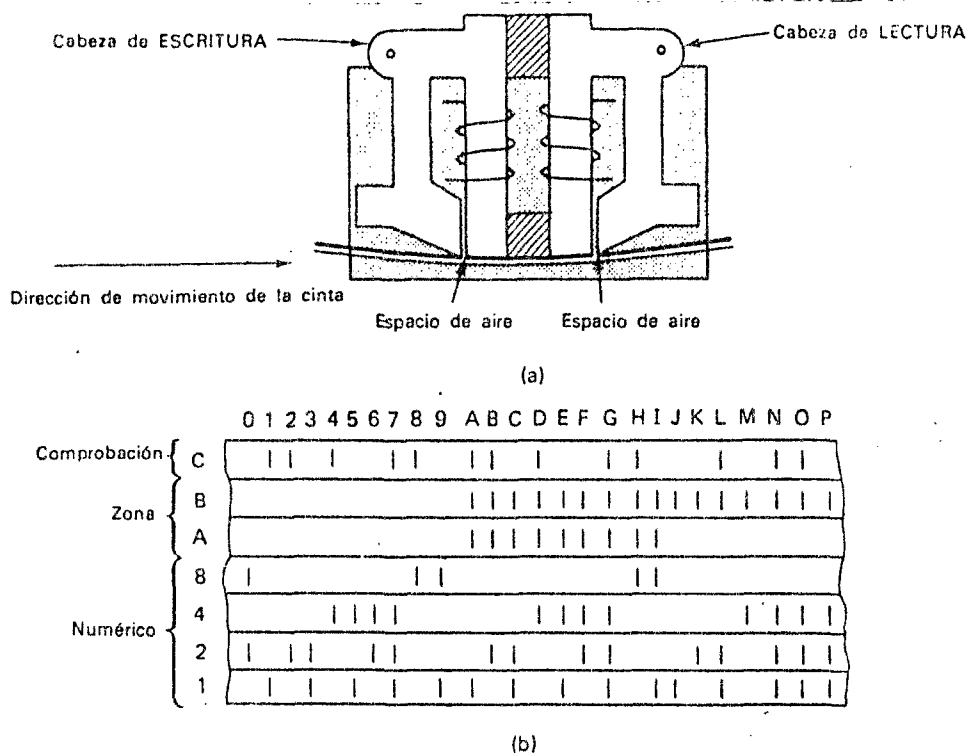 Cabeza de ESCRITURA
Cabeza de LECTURA
Dirección de movimiento de la cinta
Espacio de aire
Espacio de aire
(a)
0 1 2 3 4 5 6 7 8 9 A B C D E F G H I J K L M N O P
Comprobación
C
Zona
B
A
Numérico
8
4
2
1
(b)